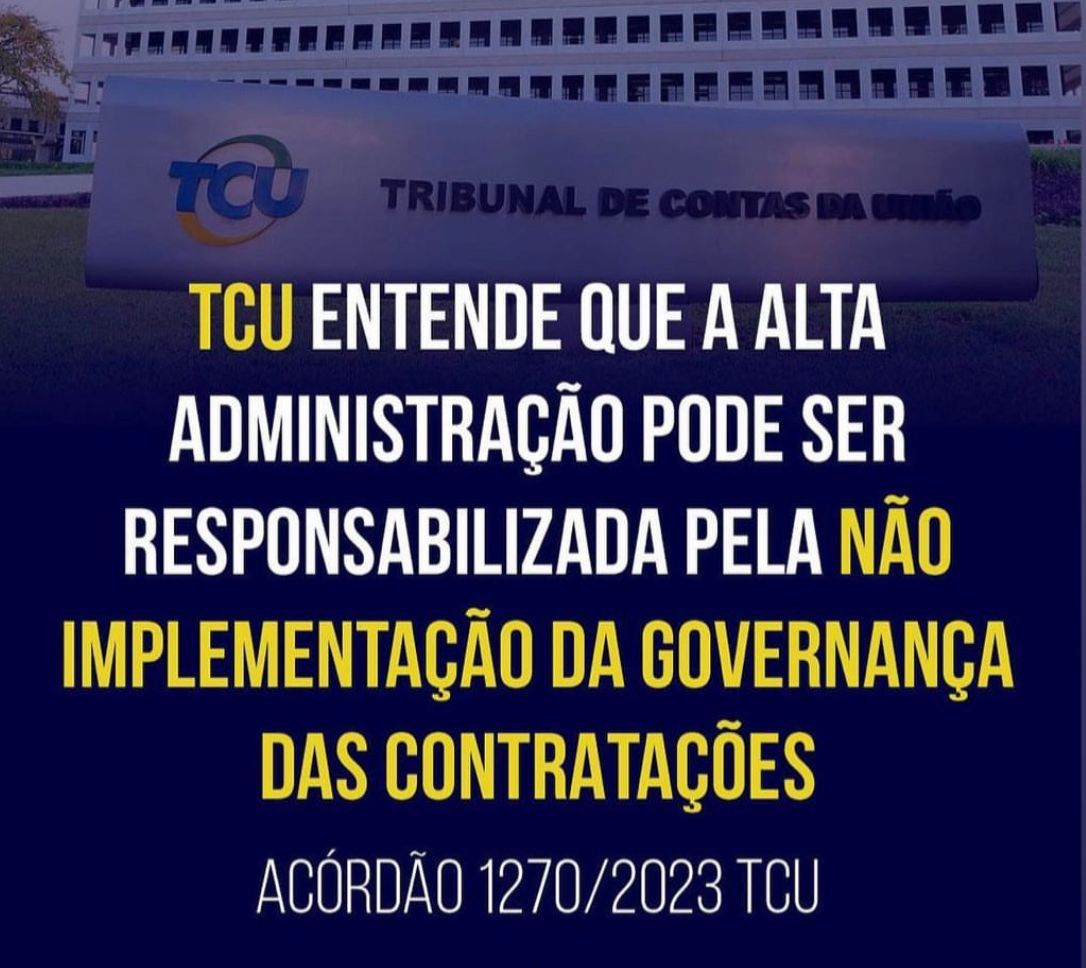 TCU
TRIBUNAL DE CONTAS DA UNIÃO
TCU ENTENDE QUE A ALTA
ADMINISTRAÇÃO PODE SER
RESPONSABILIZADA PELA NÃO
IMPLEMENTAÇÃO DA GOVERNANÇA
DAS CONTRATAÇÕES
ACÓRDÃO 1270/2023 TCU